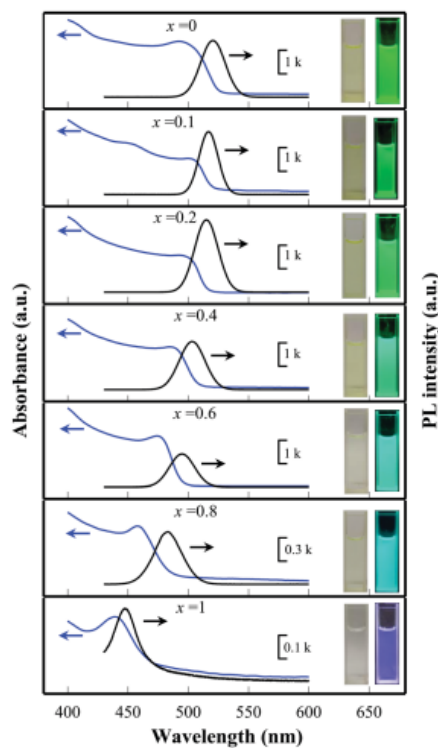 x =0
1 k
x =0.1
1 k
x =0.2
1 k
x =0.4
1 k
x =0.6
1 k
x =0.8
0.3 k
x =1
0.1 k
Absorbance (a.u.)
PL intensity (a.u.)
400 450 500 550 600 650
Wavelength (nm)